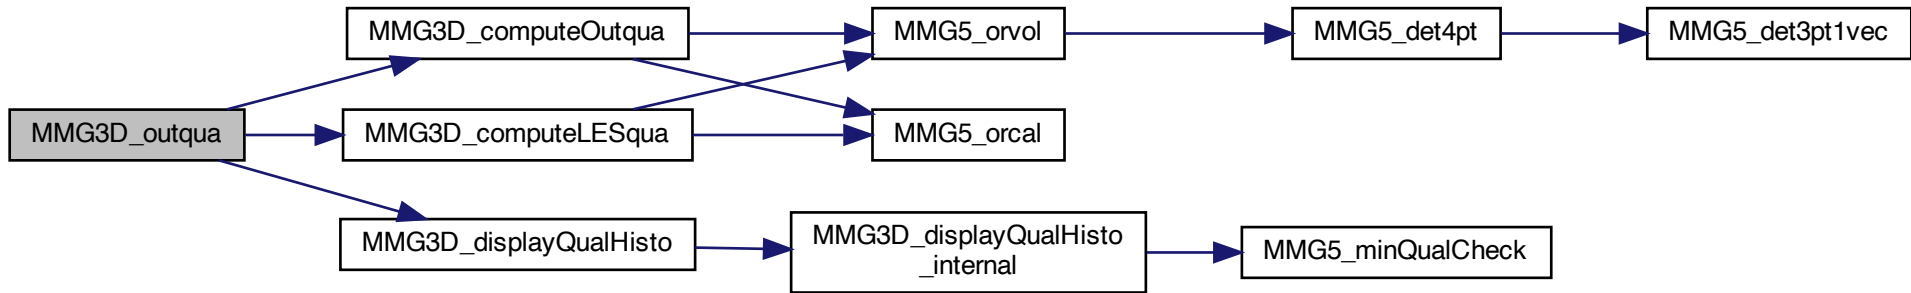 MMG3D_outqua
MMG3D_computeOutqua
MMG3D_computeLESqua
MMG3D_displayQualHisto
MMG5_orvol
MMG5_orcal
MMG3D_displayQualHisto
_internal
MMG5_det4pt
MMG5_minQualCheck
MMG5_det3pt1vec